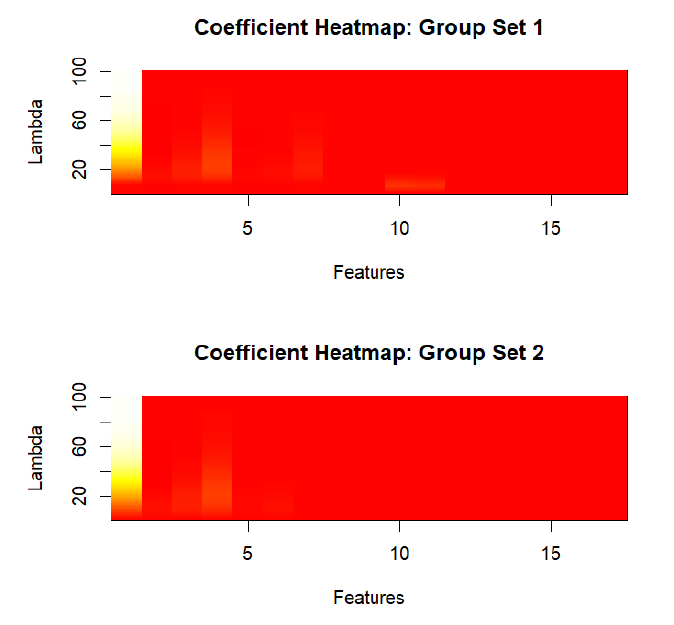 Coefficient Heatmap: Group Set 1
Lambda
100
60
20
5 10 15
Features
Coefficient Heatmap: Group Set 2
Lambda
100
60
20
5 10 15
Features